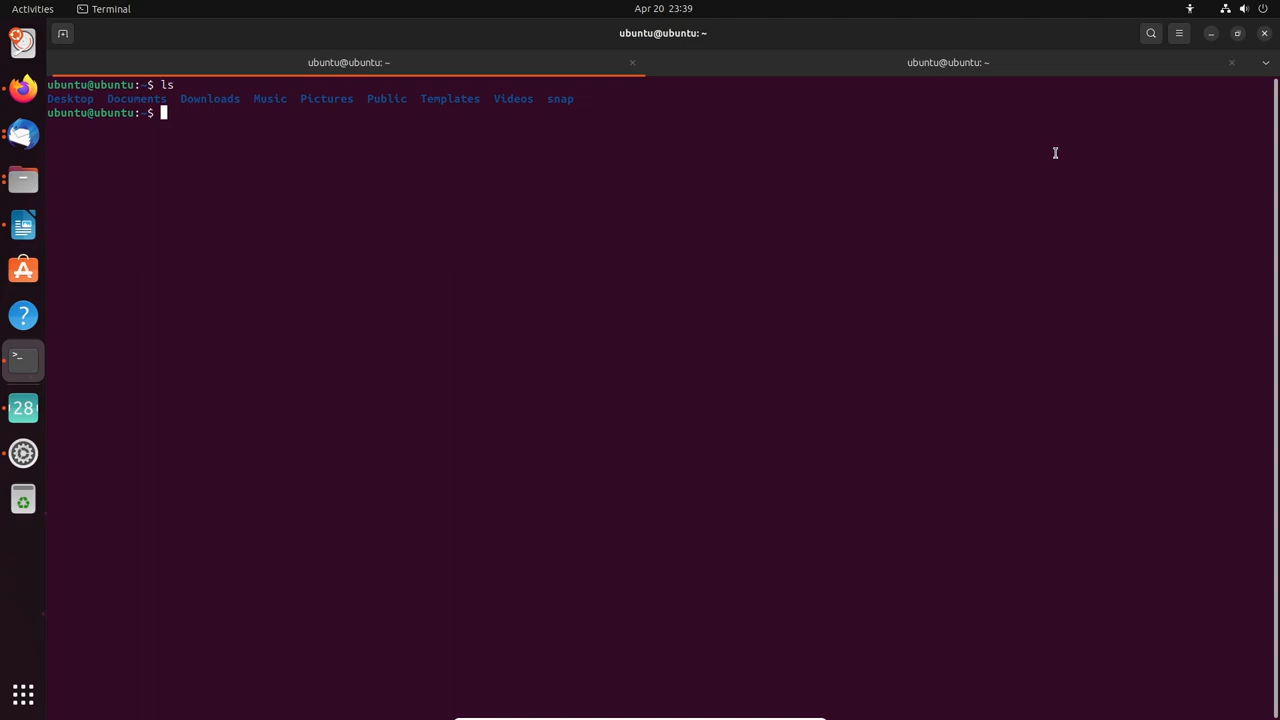 Activities Terminal Apr 20 23:39
ubuntu@ubuntu: ~
ubuntu@ubuntu: ~ ubuntu@ubuntu: ~
ubuntu@ubuntu:~$ ls
Desktop Documents Downloads Music Pictures Public Templates Videos snap
ubuntu@ubuntu:~$
>_
28